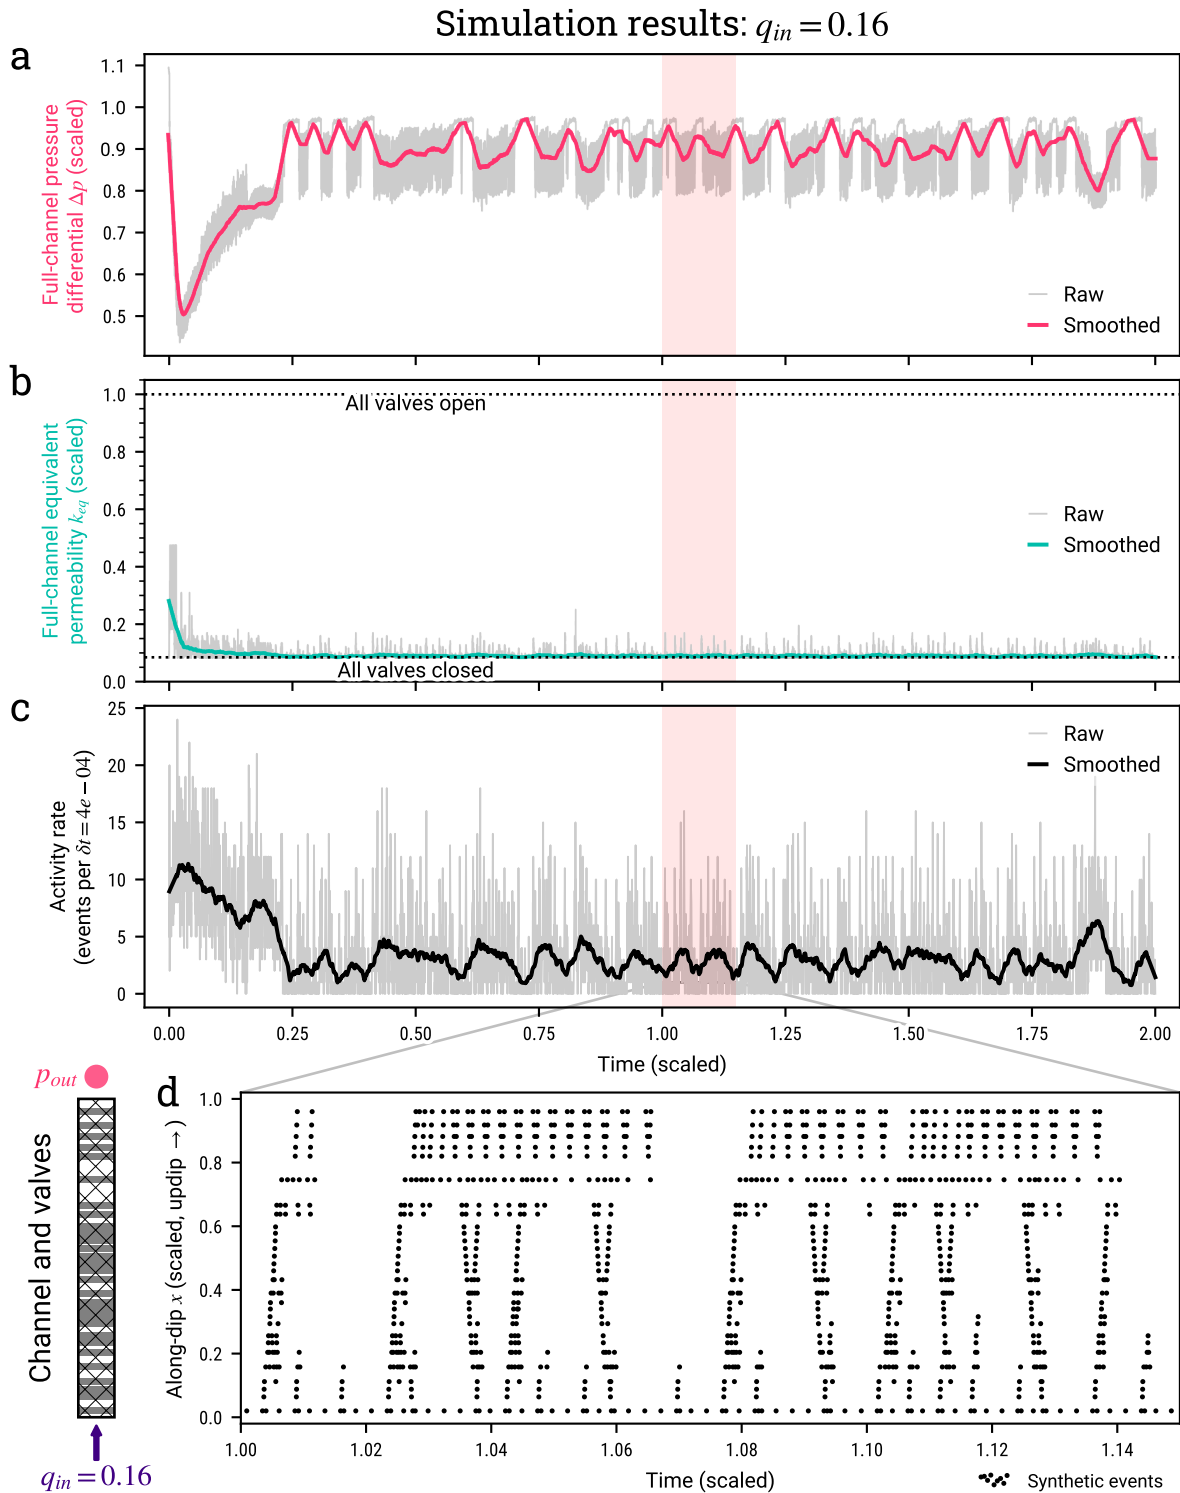 Simulation results: q_in = 0.16
a
Full-channel pressure
differential Δp (scaled)
1.1
1.0
0.9
0.8
0.7
0.6
0.5
Raw
Smoothed
b
Full-channel equivalent
permeability k_eq (scaled)
1.0
0.8
0.6
0.4
0.2
0.0
All valves open
Raw
Smoothed
All valves closed
c
Activity rate
(events per δt = 4e − 04)
25
20
15
10
5
0
Raw
Smoothed
0.00 0.25 0.50 0.75 1.00 1.25 1.50 1.75 2.00
Time (scaled)
p_out
Channel and valves
q_in = 0.16
d
Along-dip x (scaled, updip →)
1.0
0.8
0.6
0.4
0.2
0.0
1.00 1.02 1.04 1.06 1.08 1.10 1.12 1.14
Time (scaled)
Synthetic events